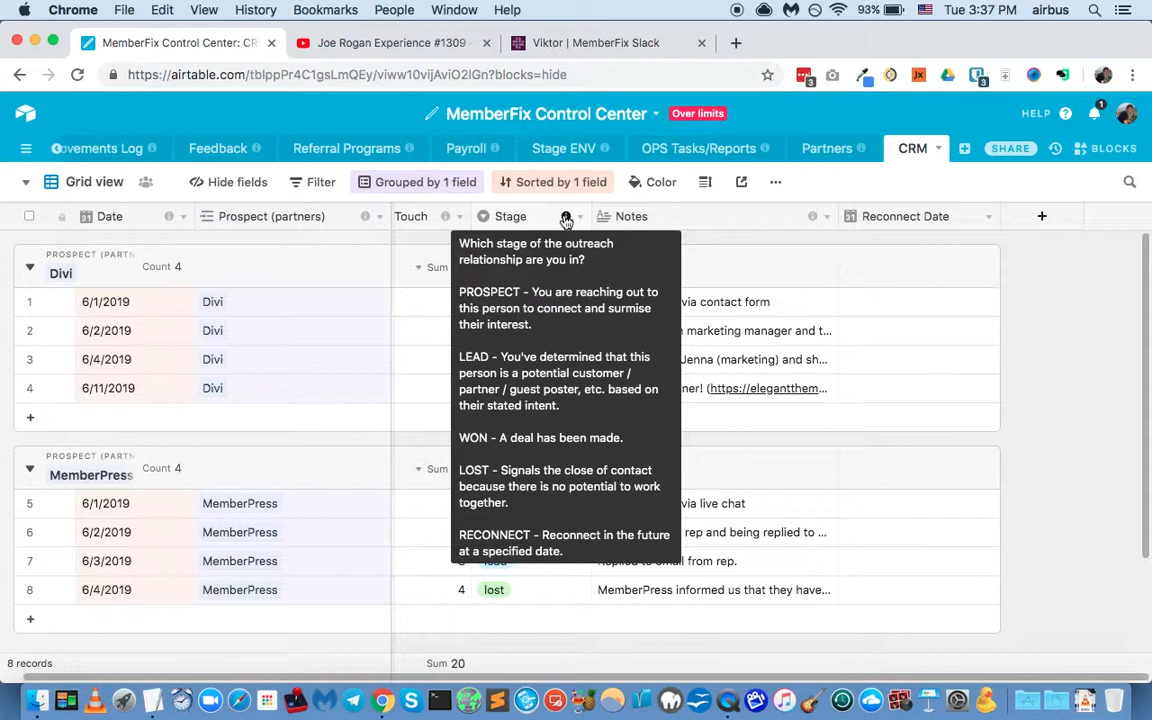 Chrome File Edit View History Bookmarks People Window Help 93% Tue 3:37 PM airbus
MemberFix Control Center: CR Joe Rogan Experience #1309 - Viktor | MemberFix Slack
https://airtable.com/tblppPr4C1gsLmQEy/viww10vijAviO2IGn?blocks=hide 3 3
MemberFix Control Center Over limits HELP 1
ovements Log Feedback Referral Programs Payroll Stage ENV OPS Tasks/Reports Partners CRM SHARE BLOCKS
Grid view Hide fields Filter Grouped by 1 field Sorted by 1 field Color
Date Prospect (partners) Touch Stage Notes Reconnect Date
PROSPECT (PARTN
Divi Count 4 Sum
1 6/1/2019 Divi via contact form
2 6/2/2019 Divi marketing manager and t...
3 6/4/2019 Divi Jenna (marketing) and sh...
4 6/11/2019 Divi ner! (https://elegantthem...
Which stage of the outreach
relationship are you in?
PROSPECT - You are reaching out to
this person to connect and surmise
their interest.
LEAD - You've determined that this
person is a potential customer /
partner / guest poster, etc. based on
their stated intent.
WON - A deal has been made.
LOST - Signals the close of contact
because there is no potential to work
together.
RECONNECT - Reconnect in the future
at a specified date.
PROSPECT (PARTN
MemberPress Count 4 Sum
5 6/1/2019 MemberPress via live chat
6 6/2/2019 MemberPress rep and being replied to ...
7 6/3/2019 MemberPress Replied to email from rep.
8 6/4/2019 MemberPress 4 lost MemberPress informed us that they have...
8 records Sum 20